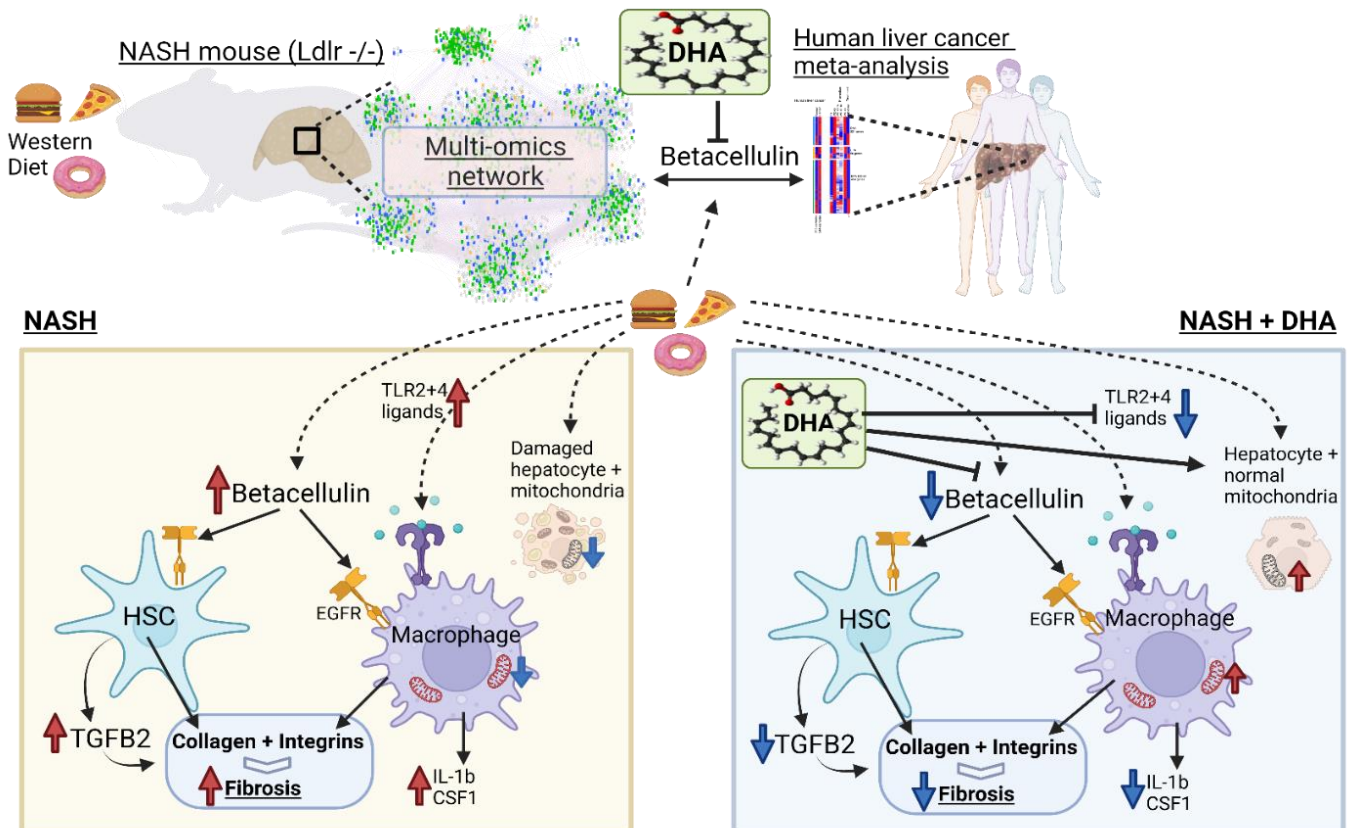 NASH mouse (Ldlr -/-)
Western
Diet
Multi-omics
network
DHA
Betacellulin
Human liver cancer
meta-analysis
NASH
TLR2+4
ligands
Damaged
hepatocyte +
mitochondria
Betacellulin
HSC
EGFR
Macrophage
TGFB2
Collagen + Integrins
Fibrosis
IL-1b
CSF1
NASH + DHA
DHA
TLR2+4
ligands
Hepatocyte +
normal
mitochondria
Betacellulin
HSC
EGFR
Macrophage
TGFB2
Collagen + Integrins
Fibrosis
IL-1b
CSF1